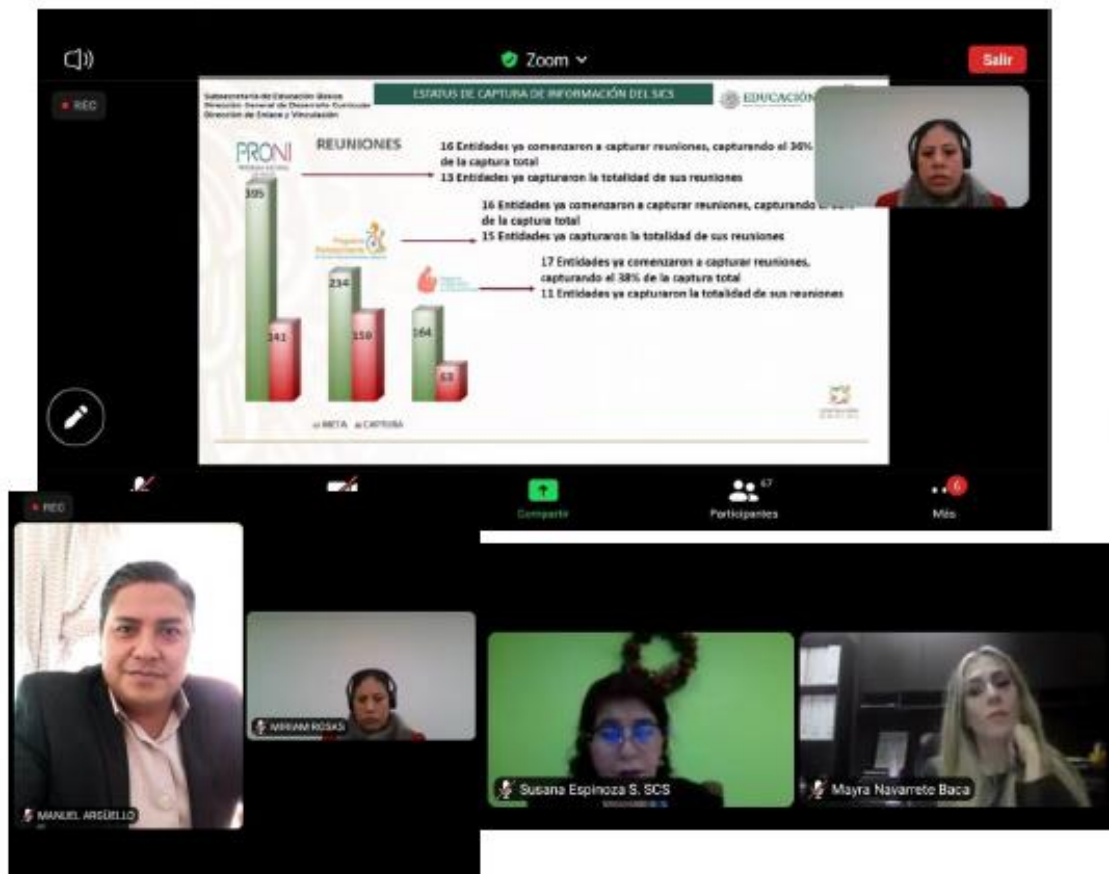 Zoom
Salir
REC
Subsecretaría de Educación Básica
Dirección General de Desarrollo Curricular
Dirección de Enlace y Vinculación
ESTATUS DE CAPTURA DE INFORMACIÓN DEL SICS
EDUCACIÓN
PRONI
REUNIONES
16 Entidades ya comenzaron a capturar reuniones, capturando el 36%
de la captura total
13 Entidades ya capturaron la totalidad de sus reuniones
395
16 Entidades ya comenzaron a capturar reuniones, capturando
de la captura total
15 Entidades ya capturaron la totalidad de sus reuniones
17 Entidades ya comenzaron a capturar reuniones,
capturando el 38% de la captura total
11 Entidades ya capturaron la totalidad de sus reuniones
234
141
159
164
63
META CAPTURA
Compartir
67
Participantes
6
Más
REC
MANUEL ARGÜELLO
MIRIAM ROSAS
Susana Espinoza S. SCS
Mayra Navarrete Baca